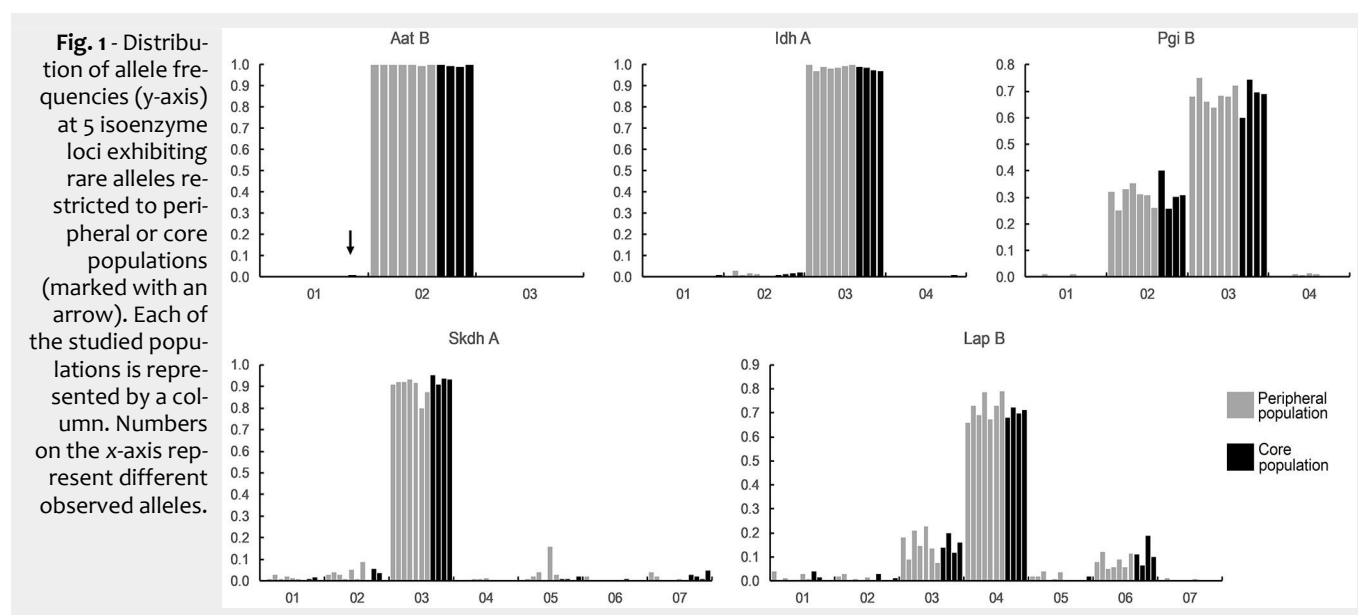 Fig. 1 - Distribu-
tion of allele fre-
quencies (y-axis)
at 5 isoenzyme
loci exhibiting
rare alleles re-
stricted to peri-
pheral or core
populations
(marked with an
arrow). Each of
the studied popu-
lations is repre-
sented by a col-
umn. Numbers
on the x-axis rep-
resent different
observed alleles.
Aat B
1.0
0.9
0.8
0.7
0.6
0.5
0.4
0.3
0.2
0.1
0.0
01 02 03
Idh A
1.0
0.9
0.8
0.7
0.6
0.5
0.4
0.3
0.2
0.1
0.0
01 02 03 04
Pgi B
0.8
0.7
0.6
0.5
0.4
0.3
0.2
0.1
0.0
01 02 03 04
Skdh A
1.0
0.9
0.8
0.7
0.6
0.5
0.4
0.3
0.2
0.1
0.0
01 02 03 04 05 06 07
Lap B
0.9
0.8
0.7
0.6
0.5
0.4
0.3
0.2
0.1
0.0
01 02 03 04 05 06 07
Peripheral
population
Core
population